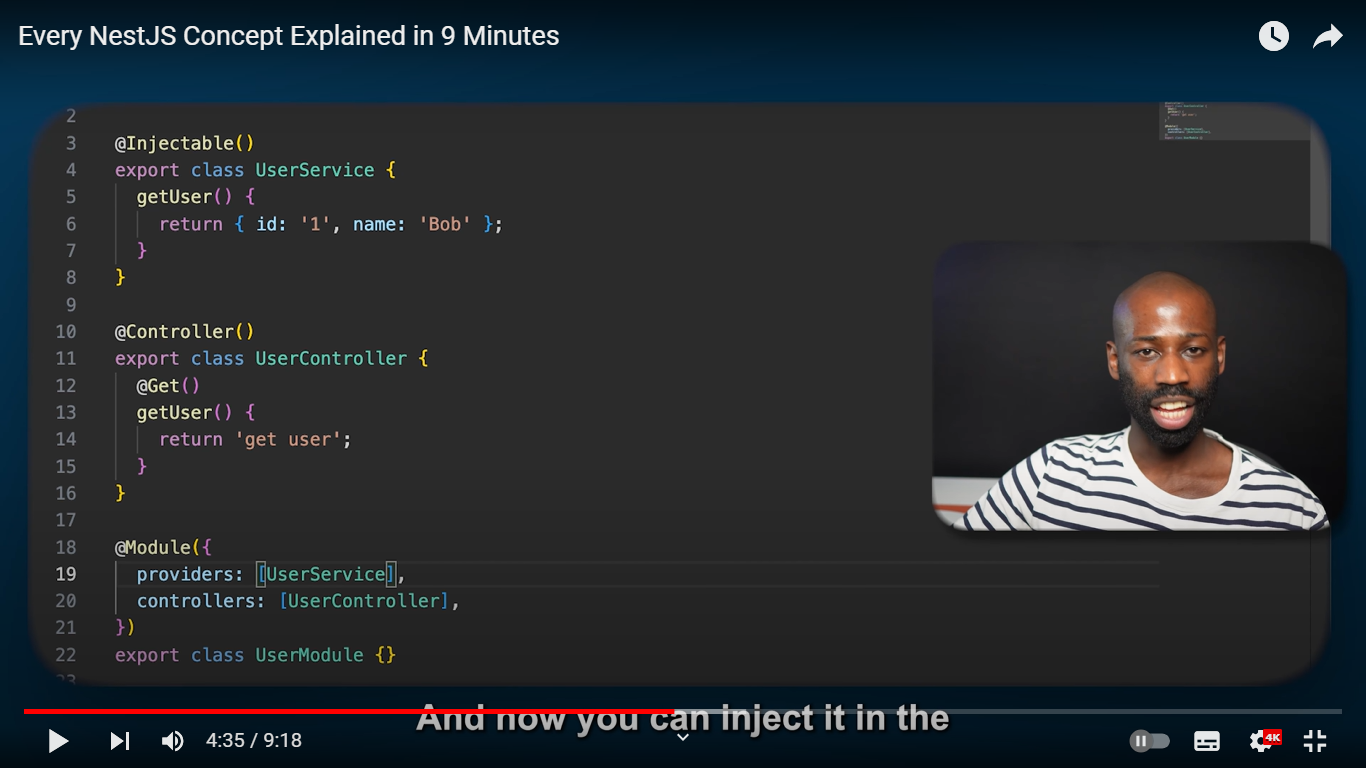 Every NestJS Concept Explained in 9 Minutes
2
3 @Injectable()
4 export class UserService {
5 getUser() {
6 return { id: '1', name: 'Bob' };
7 }
8 }
9
10 @Controller()
11 export class UserController {
12 @Get()
13 getUser() {
14 return 'get user';
15 }
16 }
17
18 @Module({
19 providers: [UserService],
20 controllers: [UserController],
21 })
22 export class UserModule {}
23
And now you can inject it in the
4:35 / 9:18
4K